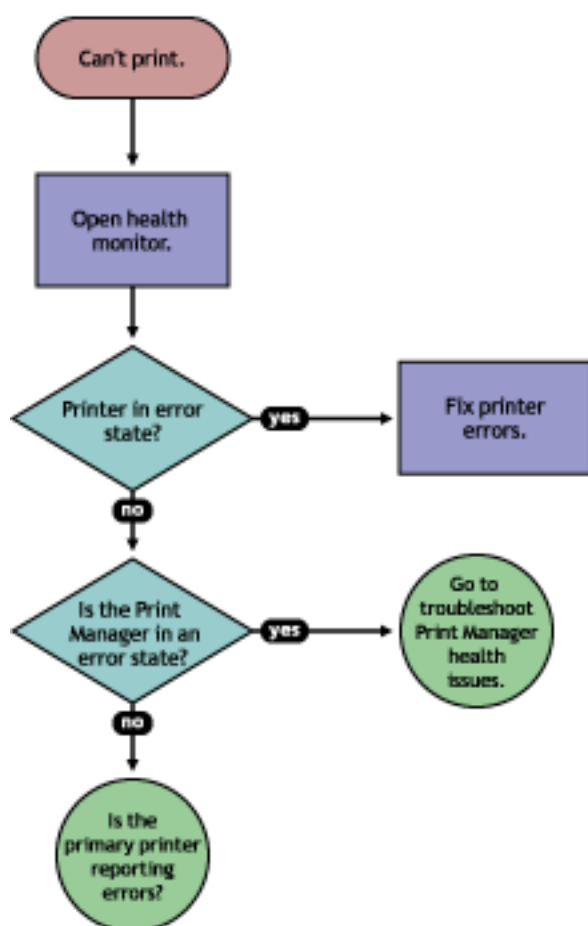 Can't print.
Open health
monitor.
Printer in error
state?
yes
Fix printer
errors.
no
Is the Print
Manager in an
error state?
yes
Go to
troubleshoot
Print Manager
health
issues.
no
Is the
primary printer
reporting
errors?